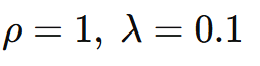 ρ = 1, λ = 0.1